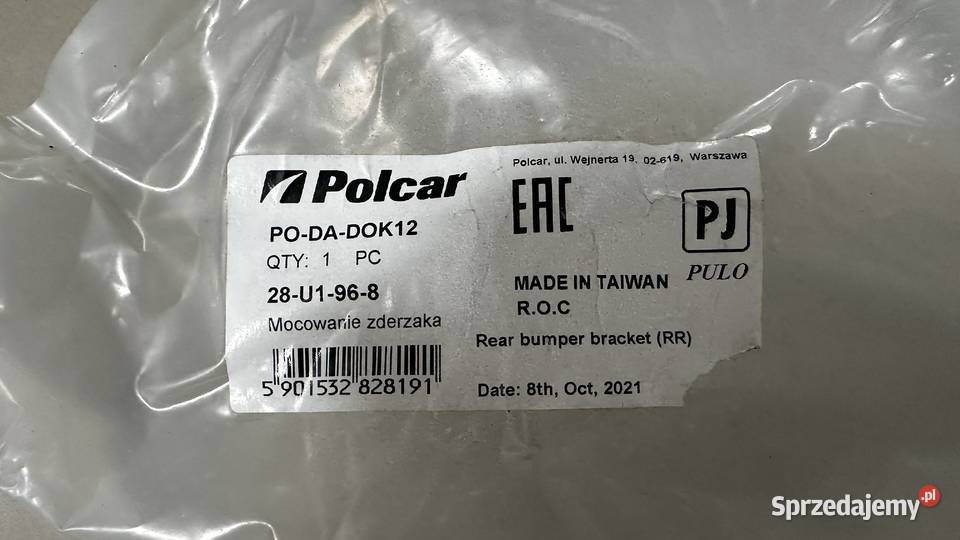 Polcar
PO-DA-DOK12
QTY: 1 PC
28-U1-96-8
Mocowanie zderzaka
5 901532 828191
Polcar, ul. Wejnerta 19, 02-619, Warszawa
EAC
PJ
PULO
MADE IN TAIWAN
R.O.C
Rear bumper bracket (RR)
Date: 8th, Oct, 2021
Sprzedajemy.pl